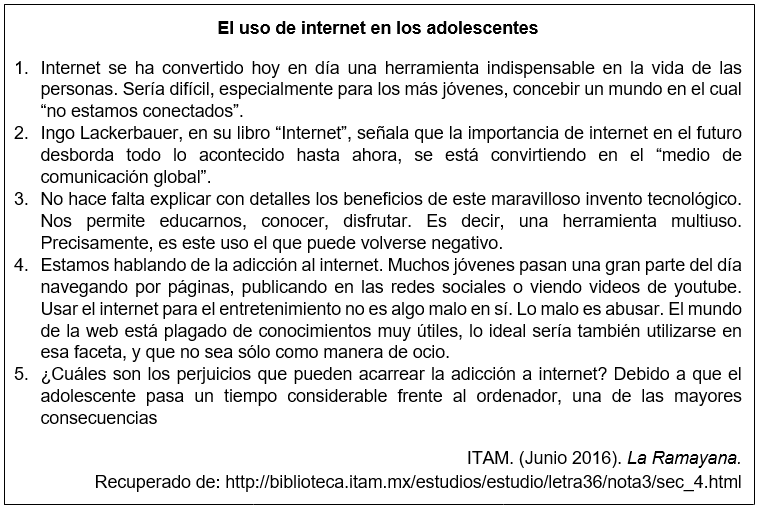 El uso de internet en los adolescentes
1. Internet se ha convertido hoy en día una herramienta indispensable en la vida de las
personas. Sería difícil, especialmente para los más jóvenes, concebir un mundo en el cual
“no estamos conectados”.
2. Ingo Lackerbauer, en su libro “Internet”, señala que la importancia de internet en el futuro
desborda todo lo acontecido hasta ahora, se está convirtiendo en el “medio de
comunicación global”.
3. No hace falta explicar con detalles los beneficios de este maravilloso invento tecnológico.
Nos permite educarnos, conocer, disfrutar. Es decir, una herramienta multiuso.
Precisamente, es este uso el que puede volverse negativo.
4. Estamos hablando de la adicción al internet. Muchos jóvenes pasan una gran parte del día
navegando por páginas, publicando en las redes sociales o viendo videos de youtube.
Usar el internet para el entretenimiento no es algo malo en sí. Lo malo es abusar. El mundo
de la web está plagado de conocimientos muy útiles, lo ideal sería también utilizarse en
esa faceta, y que no sea sólo como manera de ocio.
5. ¿Cuáles son los perjuicios que pueden acarrear la adicción a internet? Debido a que el
adolescente pasa un tiempo considerable frente al ordenador, una de las mayores
consecuencias
ITAM. (Junio 2016). La Ramayana.
Recuperado de: http://biblioteca.itam.mx/estudios/estudio/letra36/nota3/sec_4.html